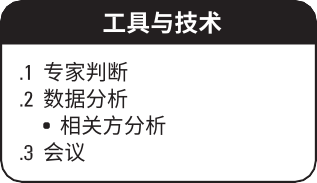 工具与技术
.1 专家判断
.2 数据分析
• 相关方分析
.3 会议